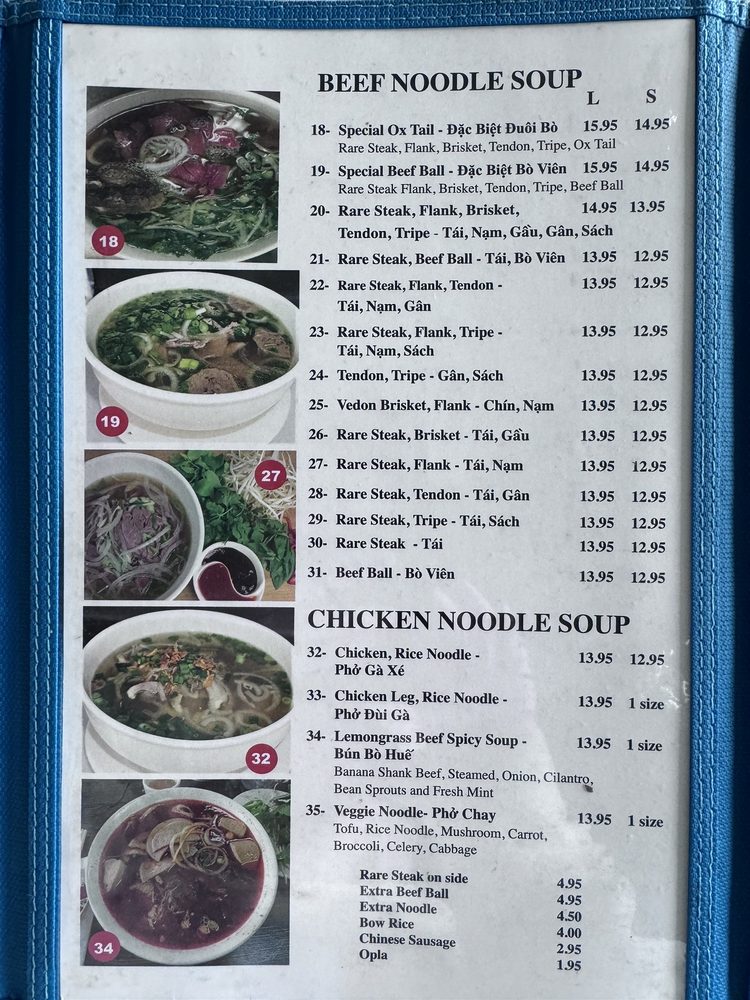 BEEF NOODLE SOUP
L S
18- Special Ox Tail - Đặc Biệt Đuôi Bò 15.95 14.95
Rare Steak, Flank, Brisket, Tendon, Tripe, Ox Tail
19- Special Beef Ball - Đặc Biệt Bò Viên 15.95 14.95
Rare Steak Flank, Brisket, Tendon, Tripe, Beef Ball
20- Rare Steak, Flank, Brisket, 14.95 13.95
Tendon, Tripe - Tái, Nạm, Gầu, Gân, Sách
21- Rare Steak, Beef Ball - Tái, Bò Viên 13.95 12.95
22- Rare Steak, Flank, Tendon - 13.95 12.95
Tái, Nạm, Gân
23- Rare Steak, Flank, Tripe - 13.95 12.95
Tái, Nạm, Sách
24- Tendon, Tripe - Gân, Sách 13.95 12.95
25- Vedon Brisket, Flank - Chín, Nạm 13.95 12.95
26- Rare Steak, Brisket - Tái, Gầu 13.95 12.95
27- Rare Steak, Flank - Tái, Nạm 13.95 12.95
28- Rare Steak, Tendon - Tái, Gân 13.95 12.95
29- Rare Steak, Tripe - Tái, Sách 13.95 12.95
30- Rare Steak - Tái 13.95 12.95
31- Beef Ball - Bò Viên 13.95 12.95
CHICKEN NOODLE SOUP
32- Chicken, Rice Noodle - 13.95 12.95
Phở Gà Xé
33- Chicken Leg, Rice Noodle - 13.95 1 size
Phở Đùi Gà
34- Lemongrass Beef Spicy Soup - 13.95 1 size
Bún Bò Huế
Banana Shank Beef, Steamed, Onion, Cilantro,
Bean Sprouts and Fresh Mint
35- Veggie Noodle- Phở Chay 13.95 1 size
Tofu, Rice Noodle, Mushroom, Carrot,
Broccoli, Celery, Cabbage
Rare Steak on side 4.95
Extra Beef Ball 4.95
Extra Noodle 4.50
Bow Rice 4.00
Chinese Sausage 2.95
Opla 1.95
18
19
27
32
34